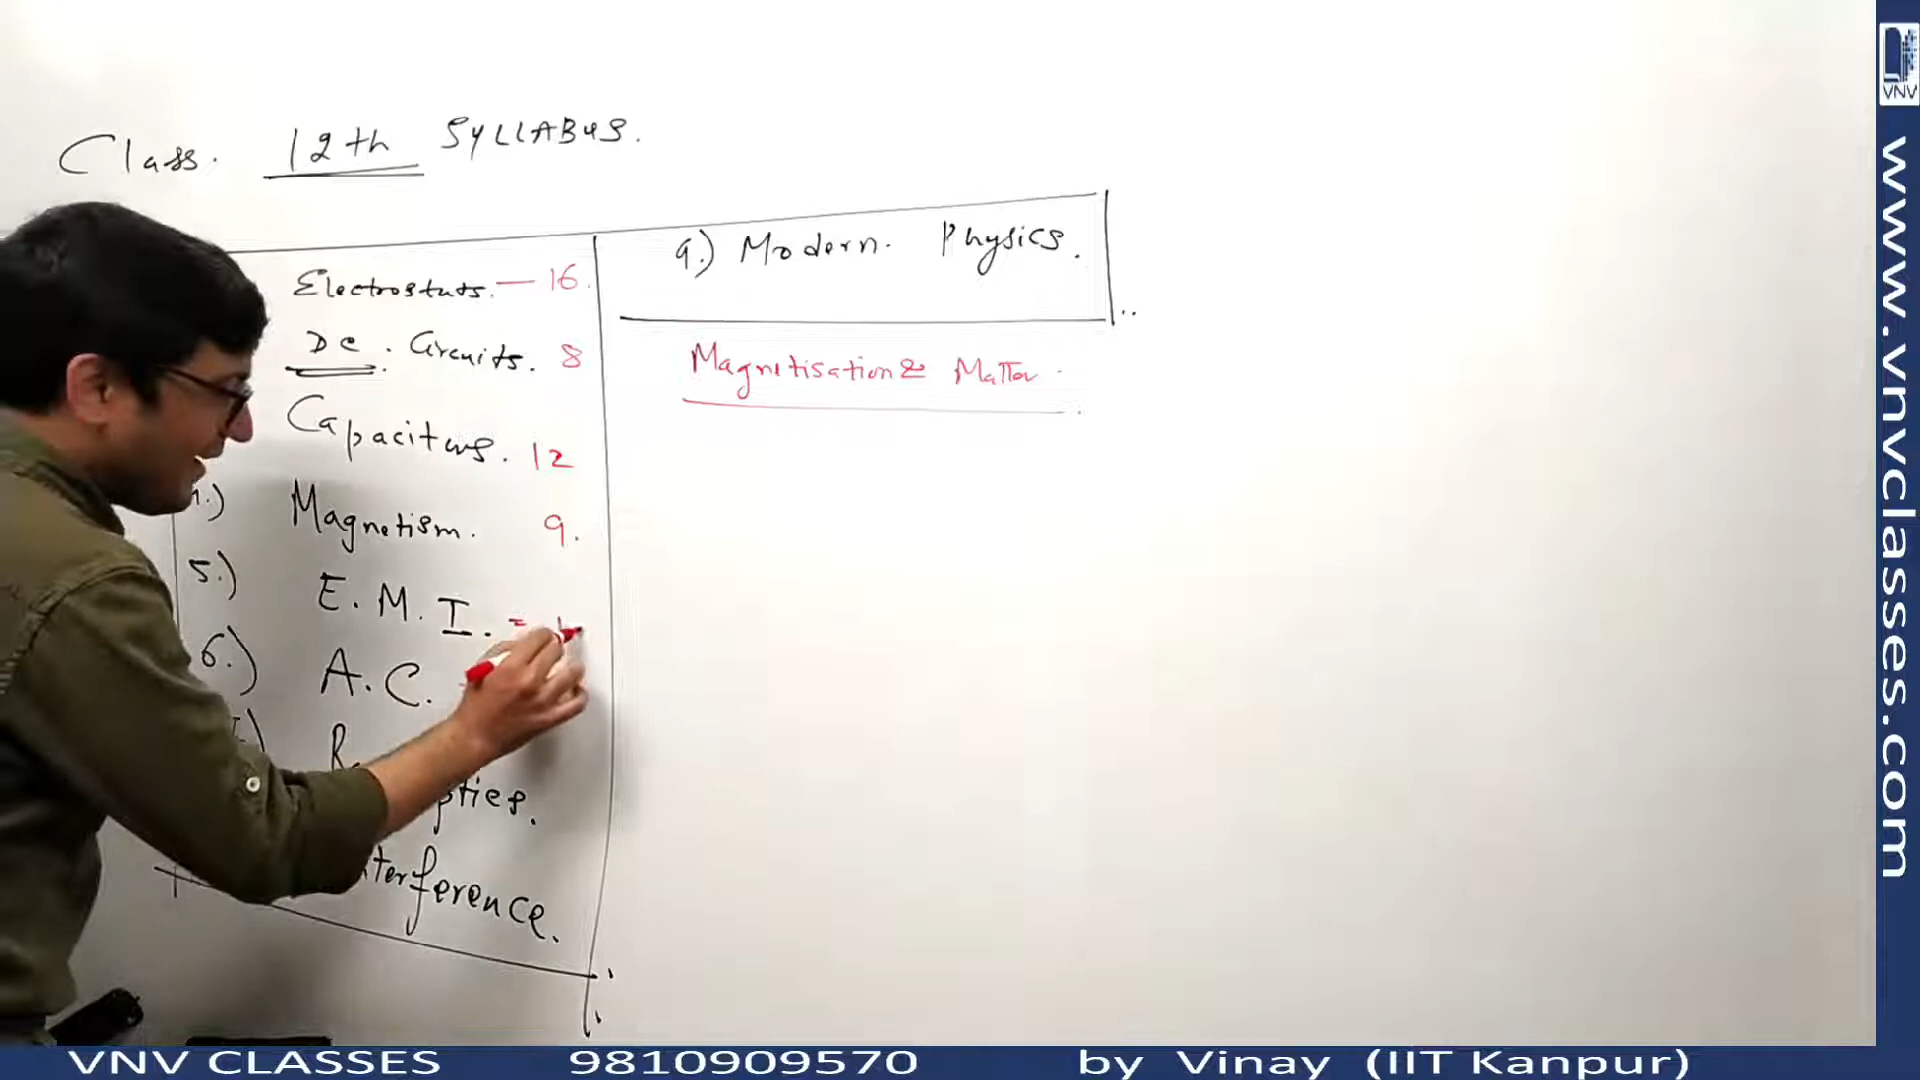 Class. 12th SYLLABUS.
Electrostats. — 16.
DC. Circuits. 8
Capacitors. 12
4.) Magnetism. 9.
5.) E.M.I. =
6.) A.C.
Interference.
9.) Modern. Physics.
Magnetisation & Matter.
VNV
www.vnvclasses.com
VNV CLASSES 9810909570 by Vinay (IIT Kanpur)